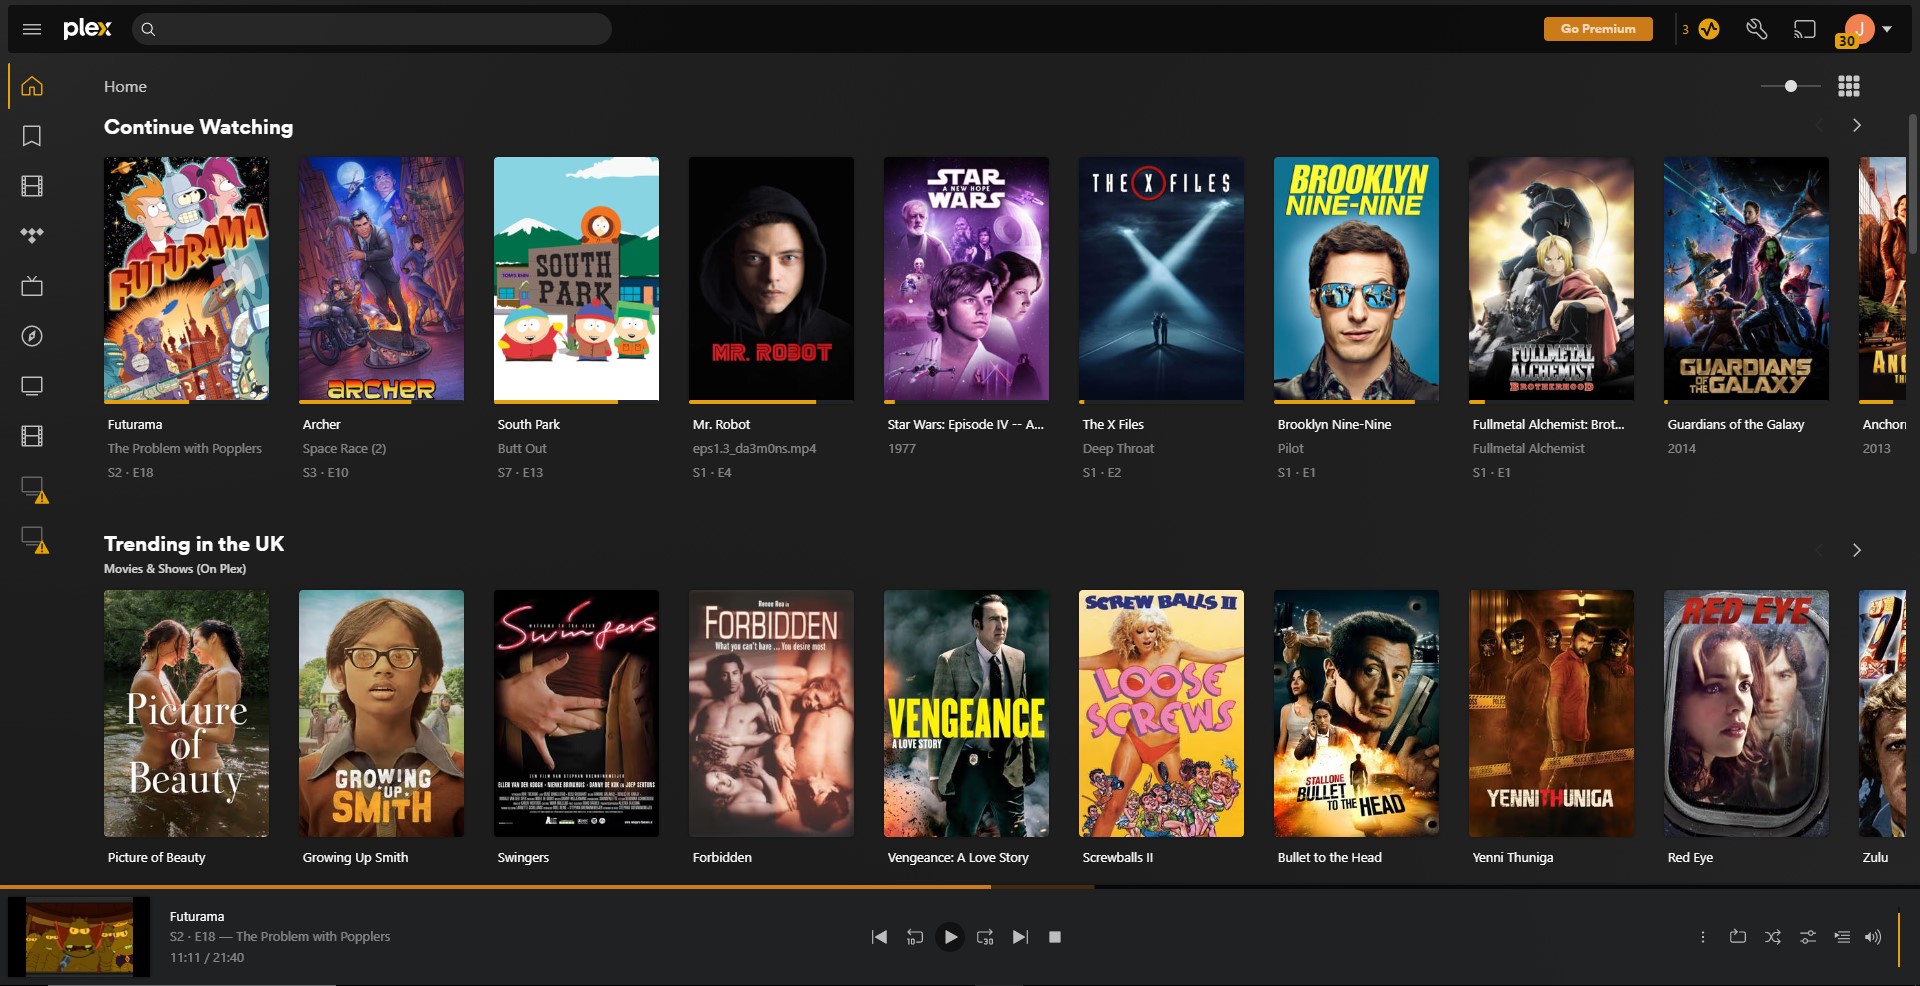 plex
Go Premium
3
J
30
Home
Continue Watching
FUTURAMA
ARCHER
SOUTH PARK
MR. ROBOT
STAR WARS
A NEW HOPE
THE X FILES
BROOKLYN NINE-NINE
FULLMETAL ALCHEMIST BROTHERHOOD
GUARDIANS OF THE GALAXY
Futurama
The Problem with Popplers
S2 · E18
Archer
Space Race (2)
S3 · E10
South Park
Butt Out
S7 · E13
Mr. Robot
eps1.3_da3m0ns.mp4
S1 · E4
Star Wars: Episode IV -- A...
1977
The X Files
Deep Throat
S1 · E2
Brooklyn Nine-Nine
Pilot
S1 · E1
Fullmetal Alchemist: Brot...
Fullmetal Alchemist
S1 · E1
Guardians of the Galaxy
2014
Anchor
2013
Trending in the UK
Movies & Shows (On Plex)
Picture of Beauty
GROWING UP SMITH
Swingers
FORBIDDEN
What you can't have ... You desire most
VENGEANCE
A LOVE STORY
SCREW BALLS II
LOOSE SCREWS
STALLONE
BULLET TO THE HEAD
YENNITHUNIGA
RED EYE
Picture of Beauty
Growing Up Smith
Swingers
Forbidden
Vengeance: A Love Story
Screwballs II
Bullet to the Head
Yenni Thuniga
Red Eye
Zulu
Futurama
S2 · E18 — The Problem with Popplers
11:11 / 21:40
10
30